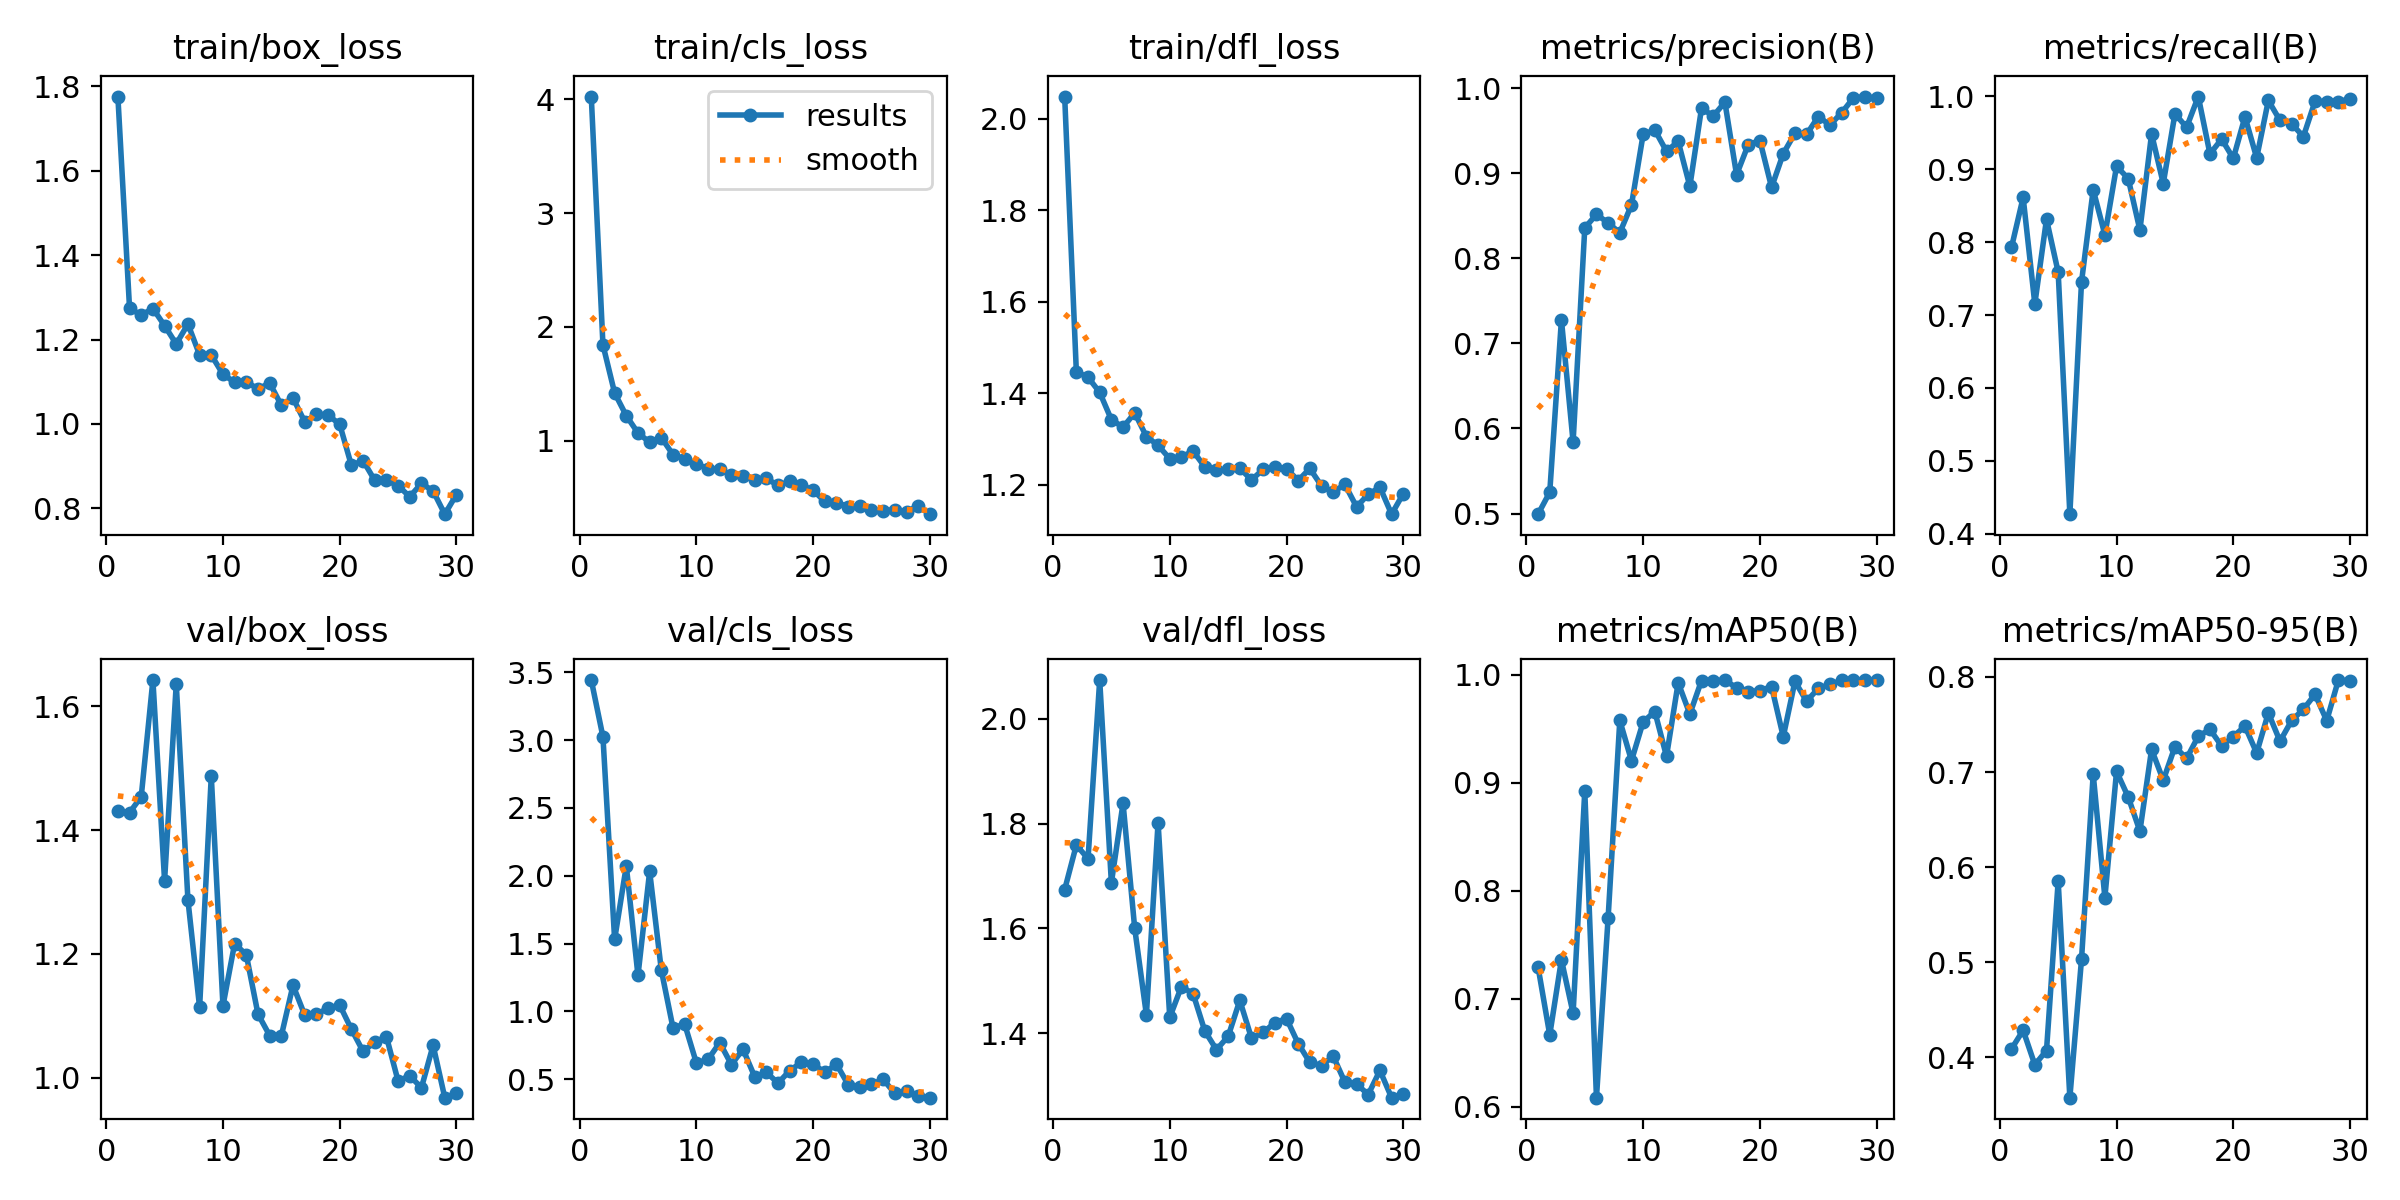 train/box_loss
1.8
1.6
1.4
1.2
1.0
0.8
0 10 20 30
train/cls_loss
results
smooth
4
3
2
1
0 10 20 30
train/dfl_loss
2.0
1.8
1.6
1.4
1.2
0 10 20 30
metrics/precision(B)
1.0
0.9
0.8
0.7
0.6
0.5
0 10 20 30
metrics/recall(B)
1.0
0.9
0.8
0.7
0.6
0.5
0.4
0 10 20 30
val/box_loss
1.6
1.4
1.2
1.0
0 10 20 30
val/cls_loss
3.5
3.0
2.5
2.0
1.5
1.0
0.5
0 10 20 30
val/dfl_loss
2.0
1.8
1.6
1.4
0 10 20 30
metrics/mAP50(B)
1.0
0.9
0.8
0.7
0.6
0 10 20 30
metrics/mAP50-95(B)
0.8
0.7
0.6
0.5
0.4
0 10 20 30